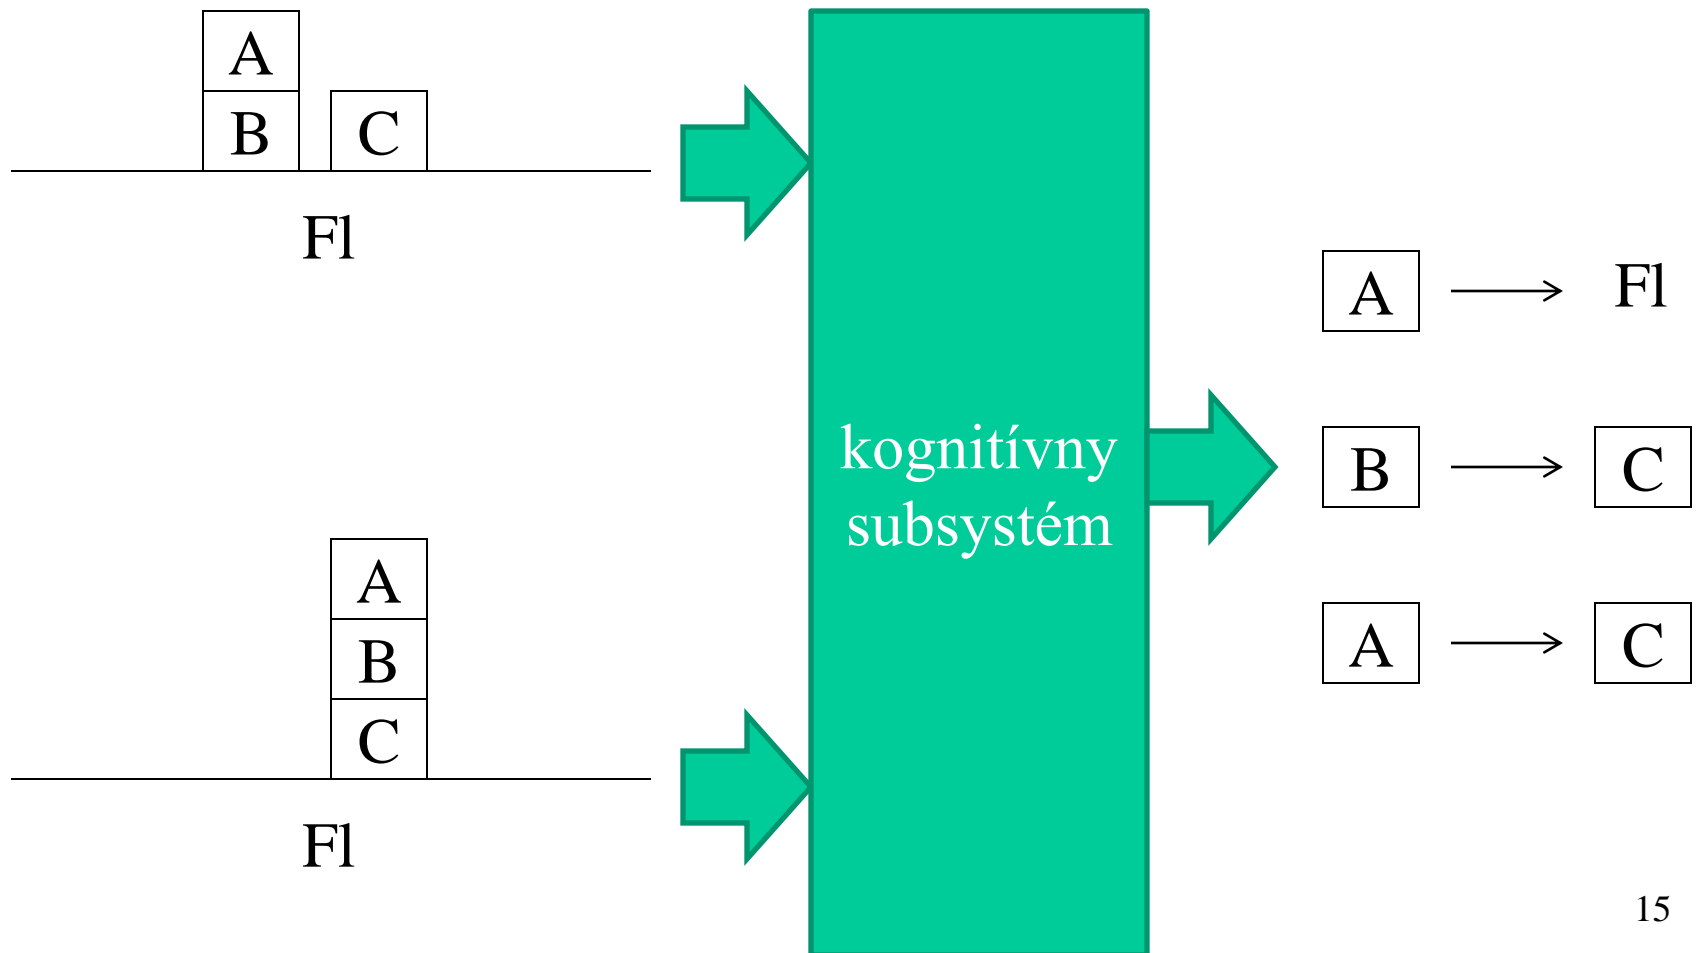 A
B C
Fl
A
B
C
Fl
kognitívny
subsystém
A Fl
B C
A C
15